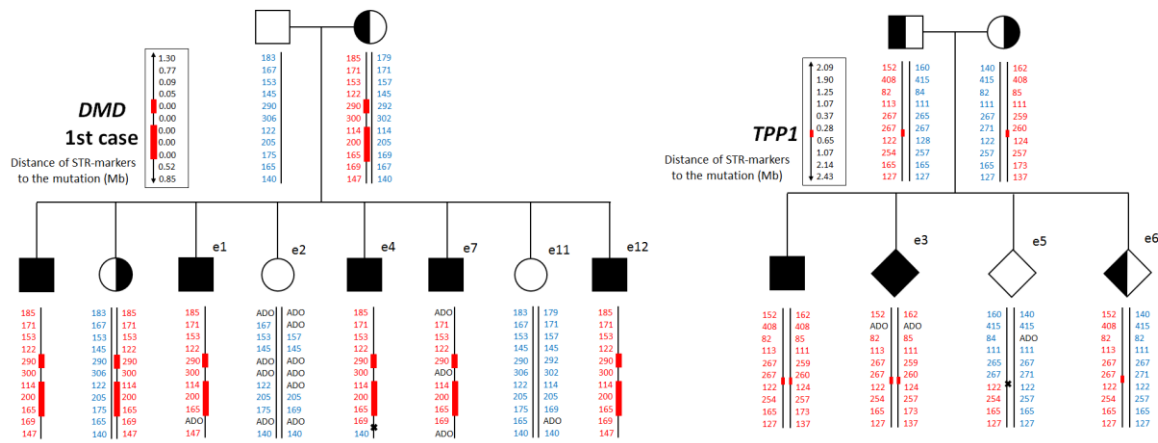 DMD
1st case
Distance of STR-markers
to the mutation (Mb)
1.30 183 185 179
0.77 167 171 171
0.09 153 153 157
0.05 145 122 145
0.00 290 290 292
0.00 306 300 302
0.00 122 114 114
0.00 205 200 205
0.00 175 165 169
0.52 165 169 167
0.85 140 147 140
e1 e2 e4 e7 e11 e12
185 183 185 185 ADO ADO 185 ADO 183 179 185
171 167 171 171 167 ADO 171 171 167 171 171
153 153 153 153 153 157 153 153 153 157 153
122 145 122 122 145 145 122 122 145 145 122
290 290 290 290 ADO ADO 290 290 290 292 290
300 306 300 300 ADO ADO 300 ADO 306 302 300
114 122 114 114 122 ADO 114 114 122 114 114
200 205 200 200 205 205 200 200 205 205 200
165 175 165 165 175 169 165 165 175 169 165
169 165 169 ADO ADO ADO 169 169 165 ADO 169
147 140 147 147 140 140 140 ADO 140 140 147
TPP1
Distance of STR-markers
to the mutation (Mb)
2.09 152 160 140 162
1.90 408 415 415 408
1.25 82 84 82 85
1.07 113 111 111 111
0.37 267 265 267 259
0.28 267 267 271 260
0.65 122 128 122 124
1.07 254 257 257 257
2.14 165 165 165 173
2.43 127 127 127 137
e3 e5 e6
152 162 152 162 160 140 152 140
408 408 ADO ADO 415 415 408 415
82 85 82 85 84 ADO 82 82
113 111 113 111 111 111 113 111
267 259 267 259 265 267 267 267
267 260 267 260 267 271 267 271
122 124 122 124 122 122 122 122
254 257 254 257 254 257 254 257
165 173 165 173 165 165 165 165
127 137 127 137 127 127 127 127